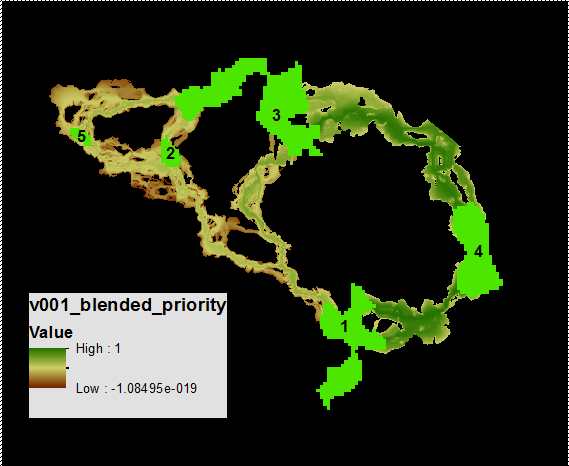 3
5
2
4
1
v001_blended_priority
Value
High : 1
Low : -1.08495e-019